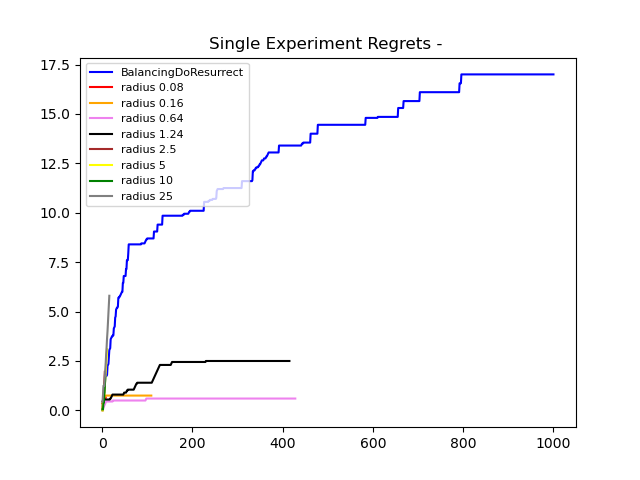 Single Experiment Regrets -
17.5
15.0
12.5
10.0
7.5
5.0
2.5
0.0
BalancingDoResurrect
radius 0.08
radius 0.16
radius 0.64
radius 1.24
radius 2.5
radius 5
radius 10
radius 25
0 200 400 600 800 1000